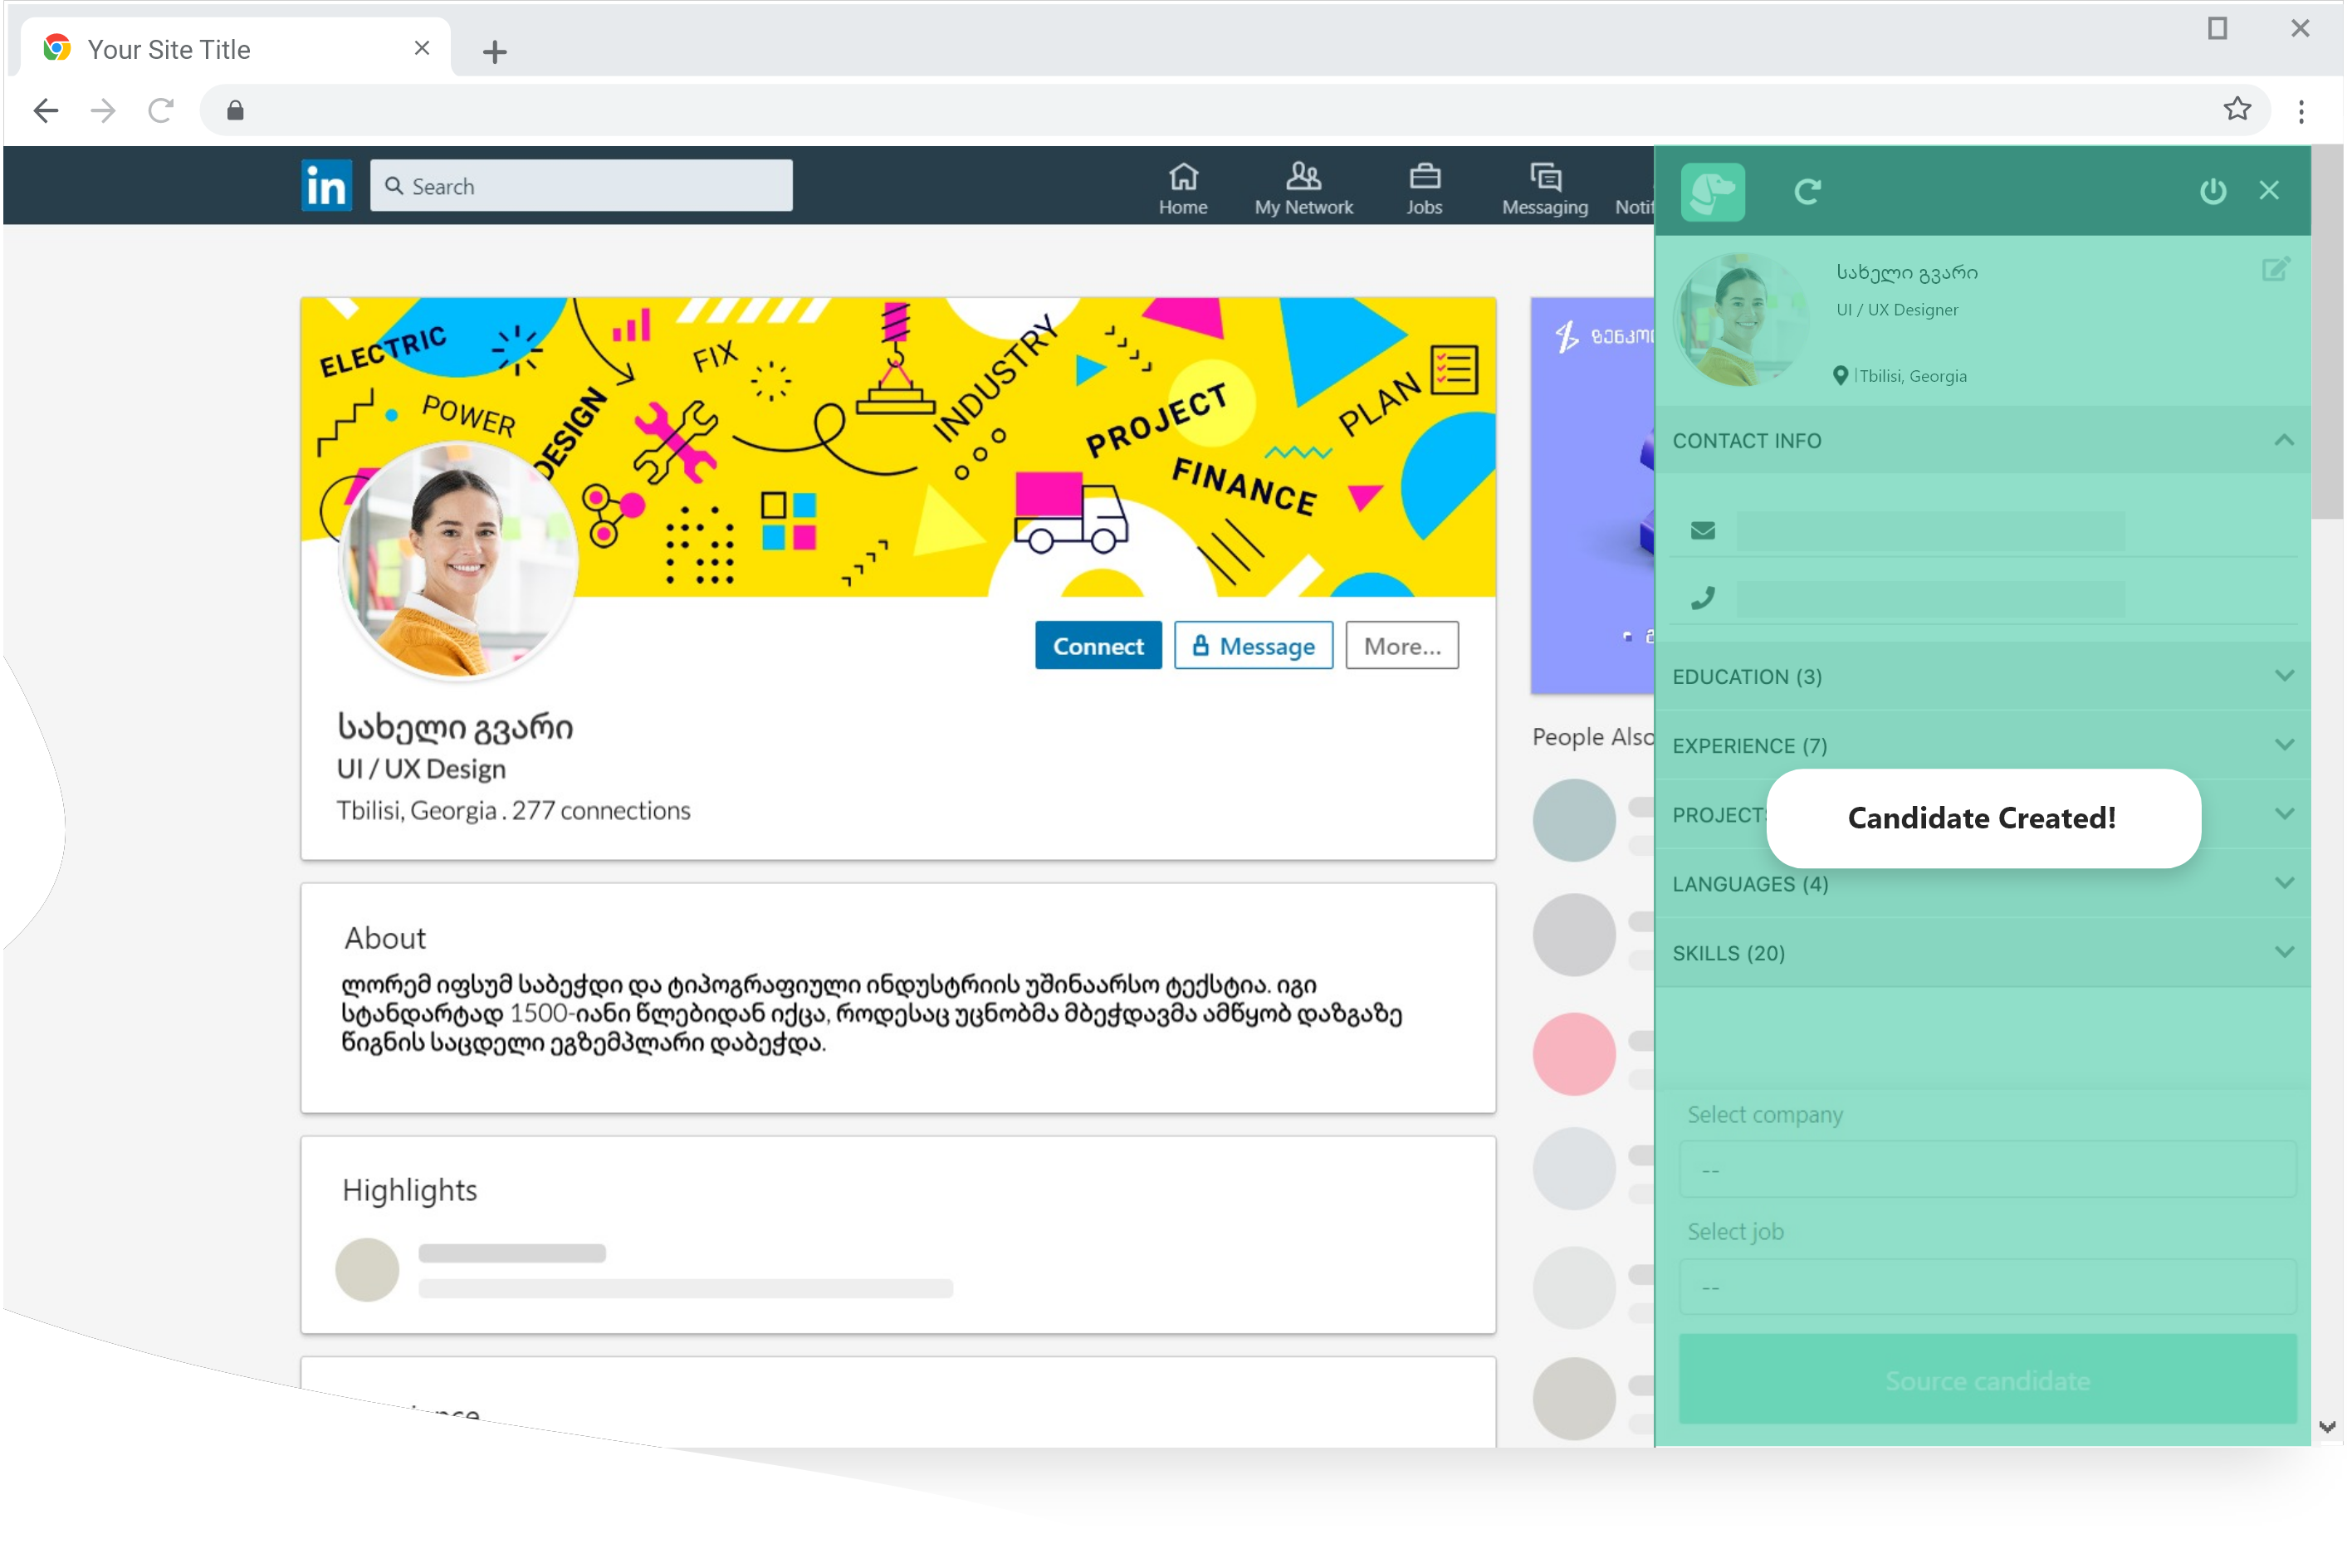 Your Site Title
in
Search
Home
My Network
Jobs
Messaging
ELECTRIC
POWER
DESIGN
FIX
INDUSTRY
PROJECT
FINANCE
PLAN
Connect
Message
More...
სახელი გვარი
UI / UX Design
Tbilisi, Georgia . 277 connections
About
ლორემ იფსუმ საბეჭდი და ტიპოგრაფიული ინდუსტრიის უშინაარსო ტექსტია. იგი
სტანდარტად 1500-იანი წლებიდან იქცა, როდესაც უცნობმა მბეჭდავმა ამწყობ დაზგაზე
წიგნის საცდელი ეგზემპლარი დაბეჭდა.
Highlights
People Also
სახელი გვარი
UI / UX Designer
Tbilisi, Georgia
CONTACT INFO
EDUCATION (3)
EXPERIENCE (7)
PROJECT
Candidate Created!
LANGUAGES (4)
SKILLS (20)
Select company
--
Select job
--
Source candidate